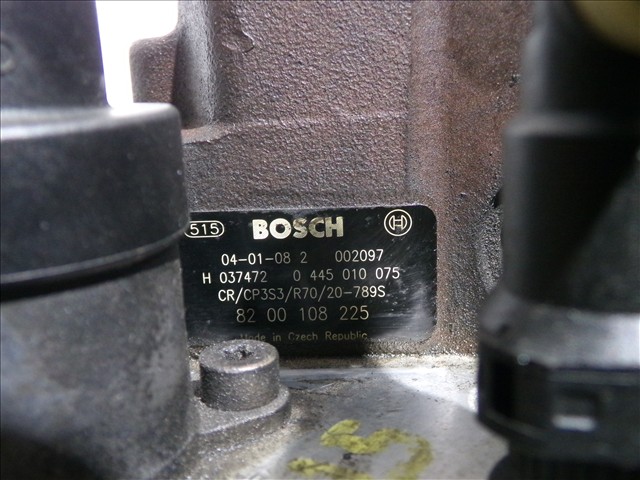 515 BOSCH
04-01-08 2 002097
H 037472 0 445 010 075
CR/CP3S3/R70/20-789S
82 00 108 225
in Czech Republic